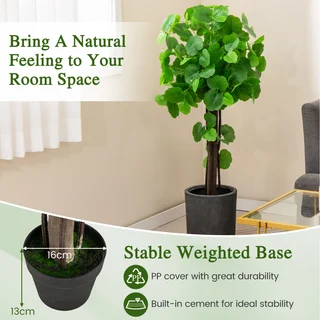 Bring A Natural
Feeling to Your
Room Space
16cm
13cm
Stable Weighted Base
PP cover with great durability
Built-in cement for ideal stability